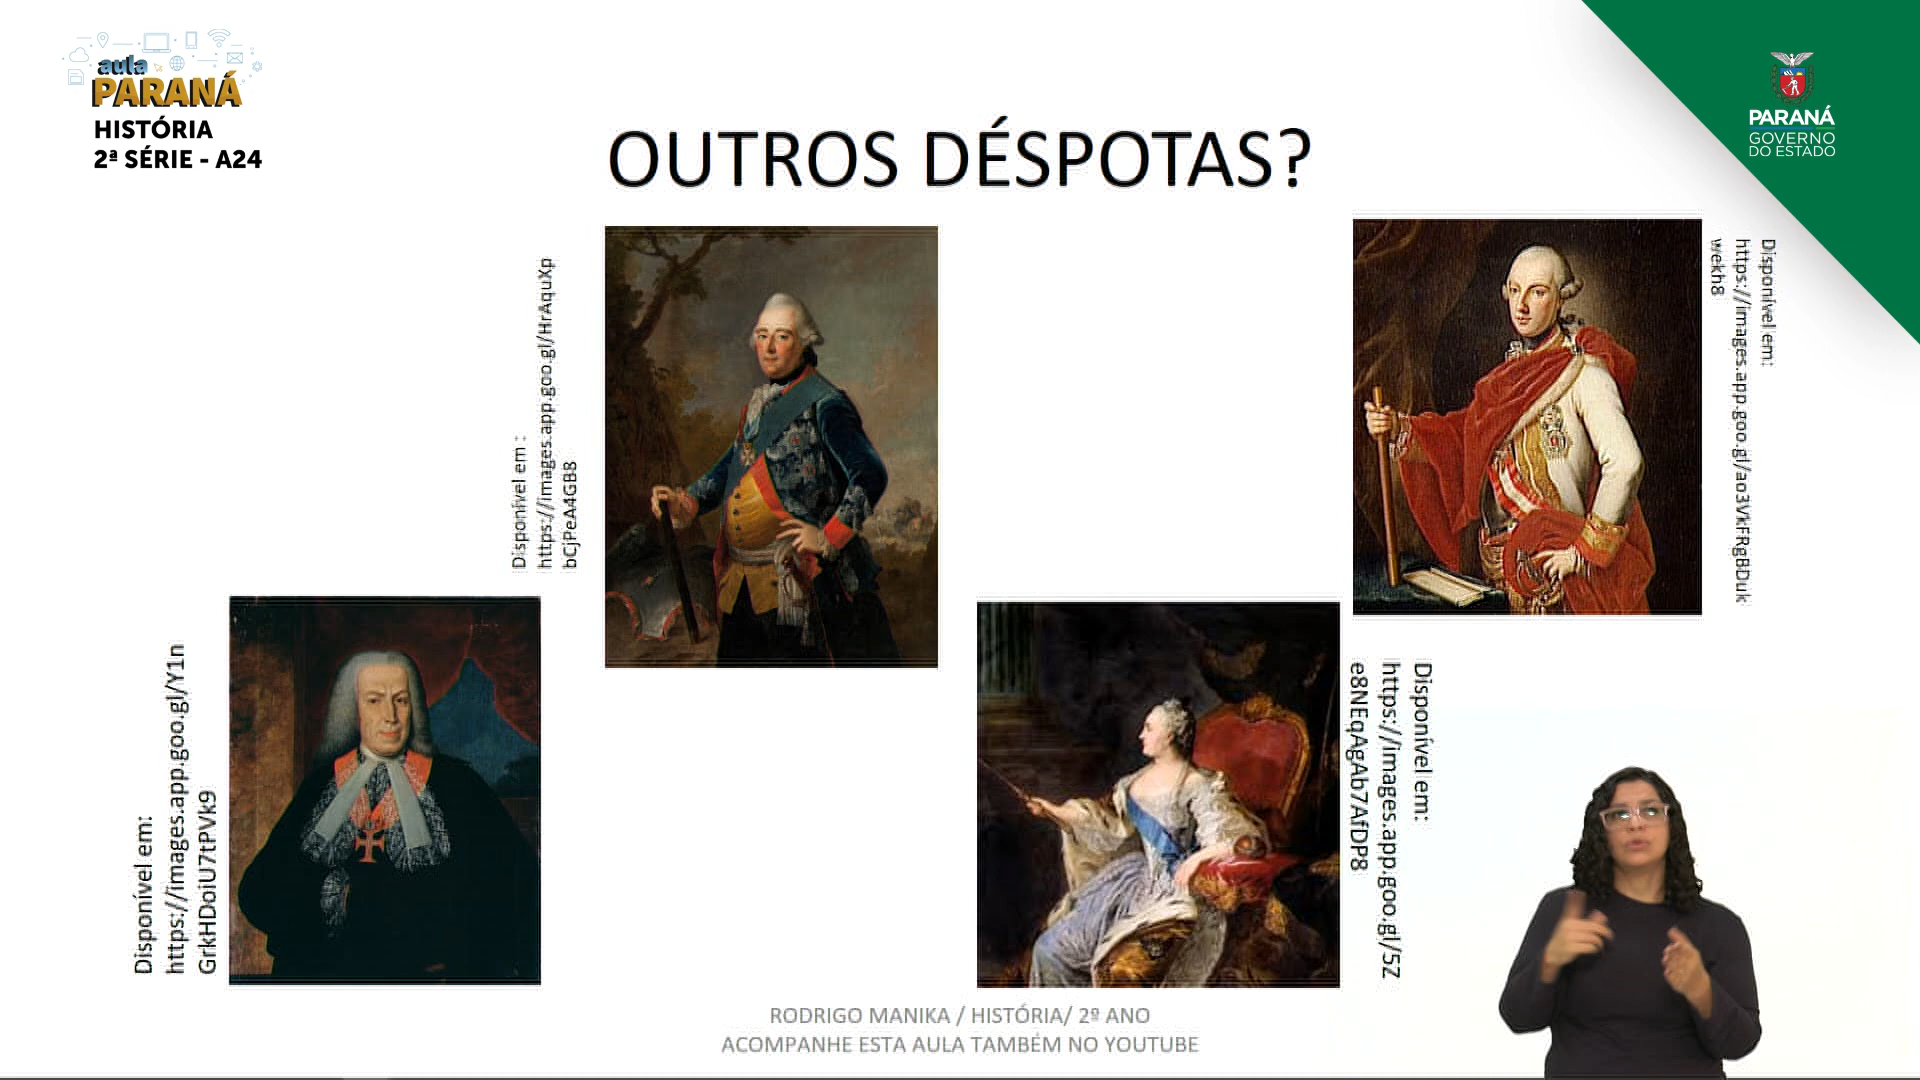 aula
PARANÁ
HISTÓRIA
2ª SÉRIE - A24
PARANÁ
GOVERNO
DO ESTADO
OUTROS DÉSPOTAS?
Disponível em :
https://images.app.goo.gl/HrAquXp
bCjPeA4GB8
Disponível em:
https://images.app.goo.gl/ao3VkFRgBDuk
wekh8
Disponível em:
https://images.app.goo.gl/Y1n
GrkHDoiU7tPVk9
Disponível em:
https://images.app.goo.gl/5Z
e8NEqAgAb7AfDP8
RODRIGO MANIKA / HISTÓRIA/ 2º ANO
ACOMPANHE ESTA AULA TAMBÉM NO YOUTUBE